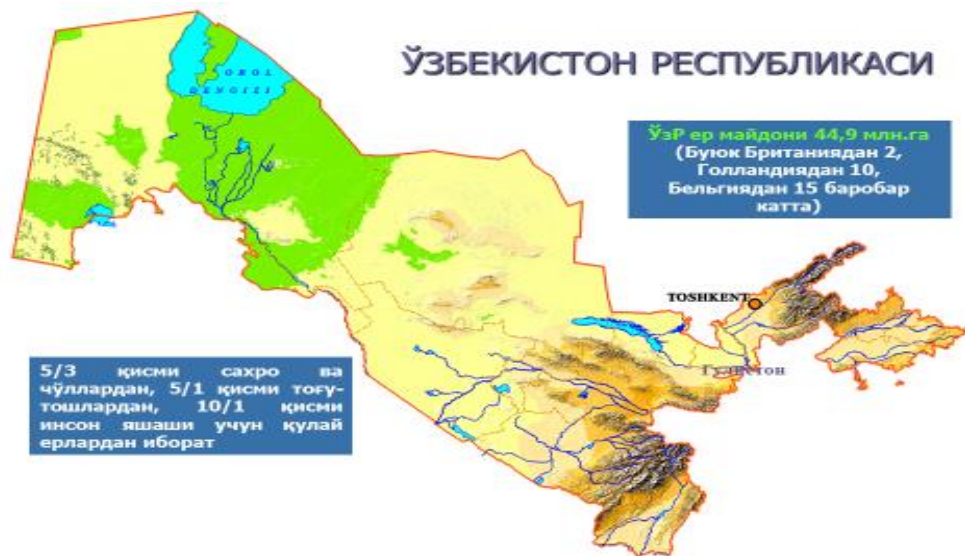 ЎЗБЕКИСТОН РЕСПУБЛИКАСИ
OROL
DENGIZI
ЎзР ер майдони 44,9 млн.га
(Буюк Британиядан 2,
Голландиядан 10,
Бельгиядан 15 баробар
катта)
TOSHKENT
Гулистон
5/3 қисми сахро ва
чўллардан, 5/1 қисми тоғу-
тошлардан, 10/1 қисми
инсон яшаши учун қулай
ерлардан иборат